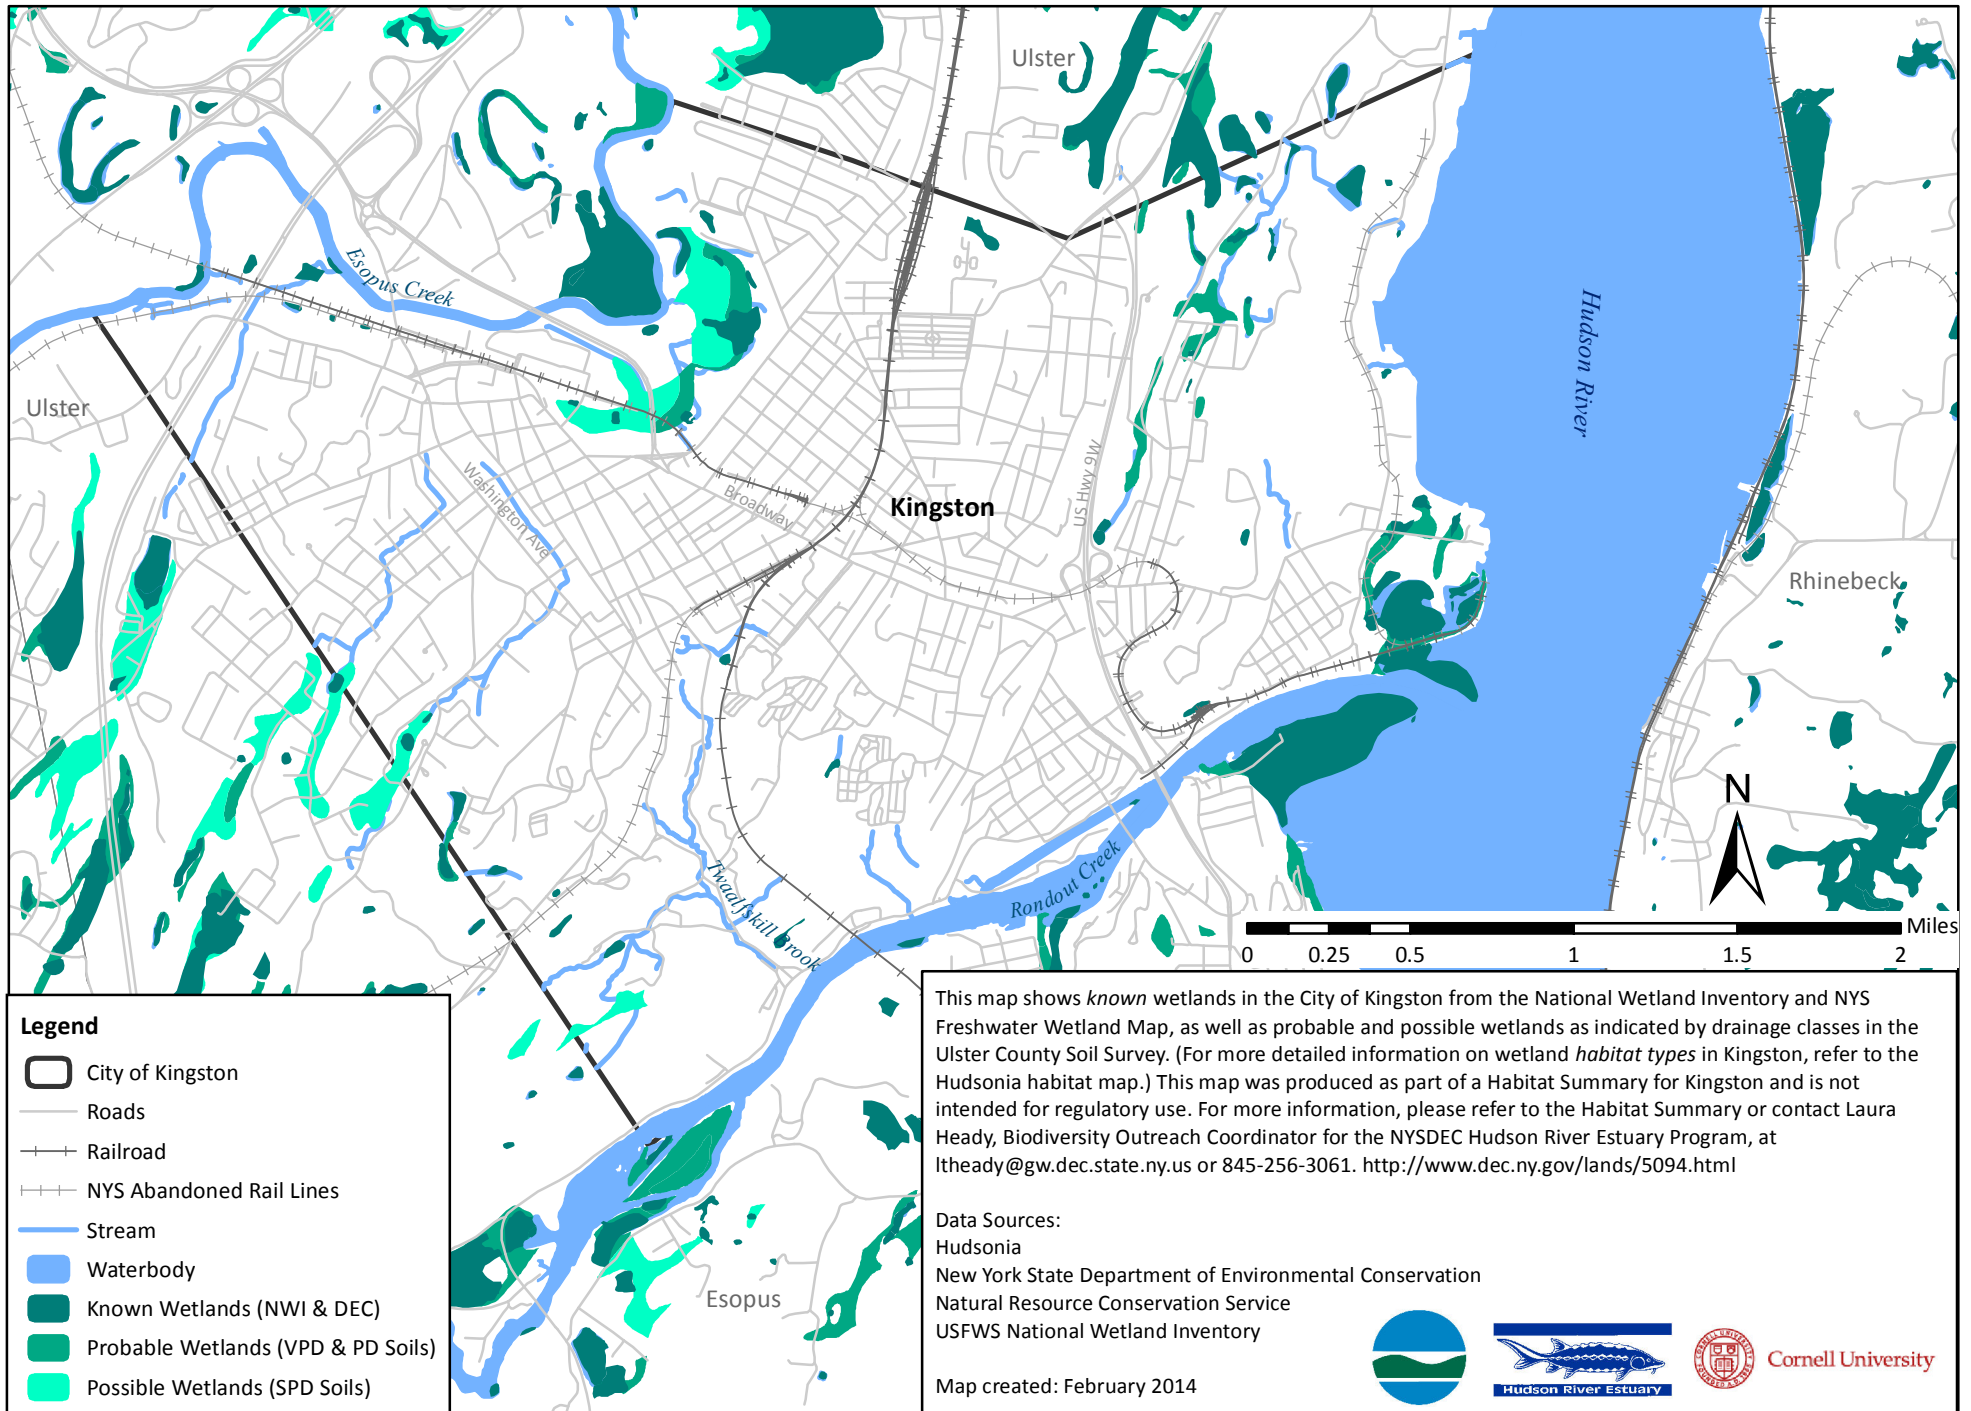 Ulster
Esopus Creek
Hudson River
Ulster
Washington Ave
Broadway
Kingston
US Hwy 9W
Rhinebeck
N
Twaalfskill Brook
Rondout Creek
Miles
0 0.25 0.5 1 1.5 2
Esopus
Legend
City of Kingston
Roads
Railroad
NYS Abandoned Rail Lines
Stream
Waterbody
Known Wetlands (NWI & DEC)
Probable Wetlands (VPD & PD Soils)
Possible Wetlands (SPD Soils)
This map shows known wetlands in the City of Kingston from the National Wetland Inventory and NYS
Freshwater Wetland Map, as well as probable and possible wetlands as indicated by drainage classes in the
Ulster County Soil Survey. (For more detailed information on wetland habitat types in Kingston, refer to the
Hudsonia habitat map.) This map was produced as part of a Habitat Summary for Kingston and is not
intended for regulatory use. For more information, please refer to the Habitat Summary or contact Laura
Heady, Biodiversity Outreach Coordinator for the NYSDEC Hudson River Estuary Program, at
ltheady@gw.dec.state.ny.us or 845-256-3061. http://www.dec.ny.gov/lands/5094.html
Data Sources:
Hudsonia
New York State Department of Environmental Conservation
Natural Resource Conservation Service
USFWS National Wetland Inventory
Map created: February 2014
Hudson River Estuary
Cornell University